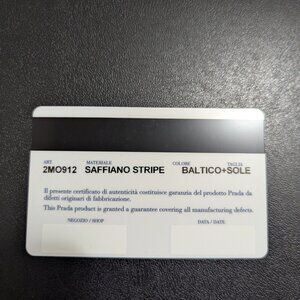 ART MATERIALE COLORE TAGLIA
2MO912 SAFFIANO STRIPE BALTICO+SOLE
Il presente certificato di autenticità costituisce garanzia del prodotto Prada da
difetti originari di fabbricazione.
This Prada product is granted a guarantee covering all manufacturing defects.
NEGOZIO / SHOP DATA / DATE